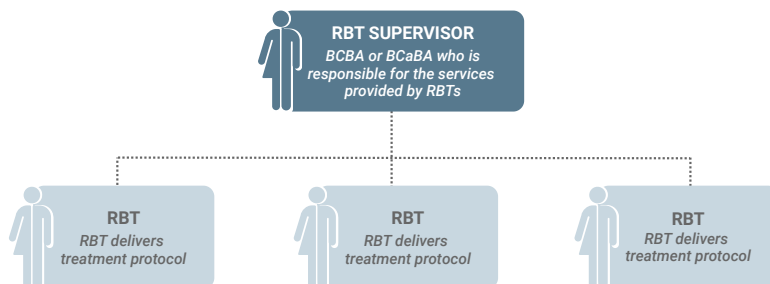 RBT SUPERVISOR
BCBA or BCaBA who is
responsible for the services
provided by RBTs
RBT
RBT delivers
treatment protocol
RBT
RBT delivers
treatment protocol
RBT
RBT delivers
treatment protocol